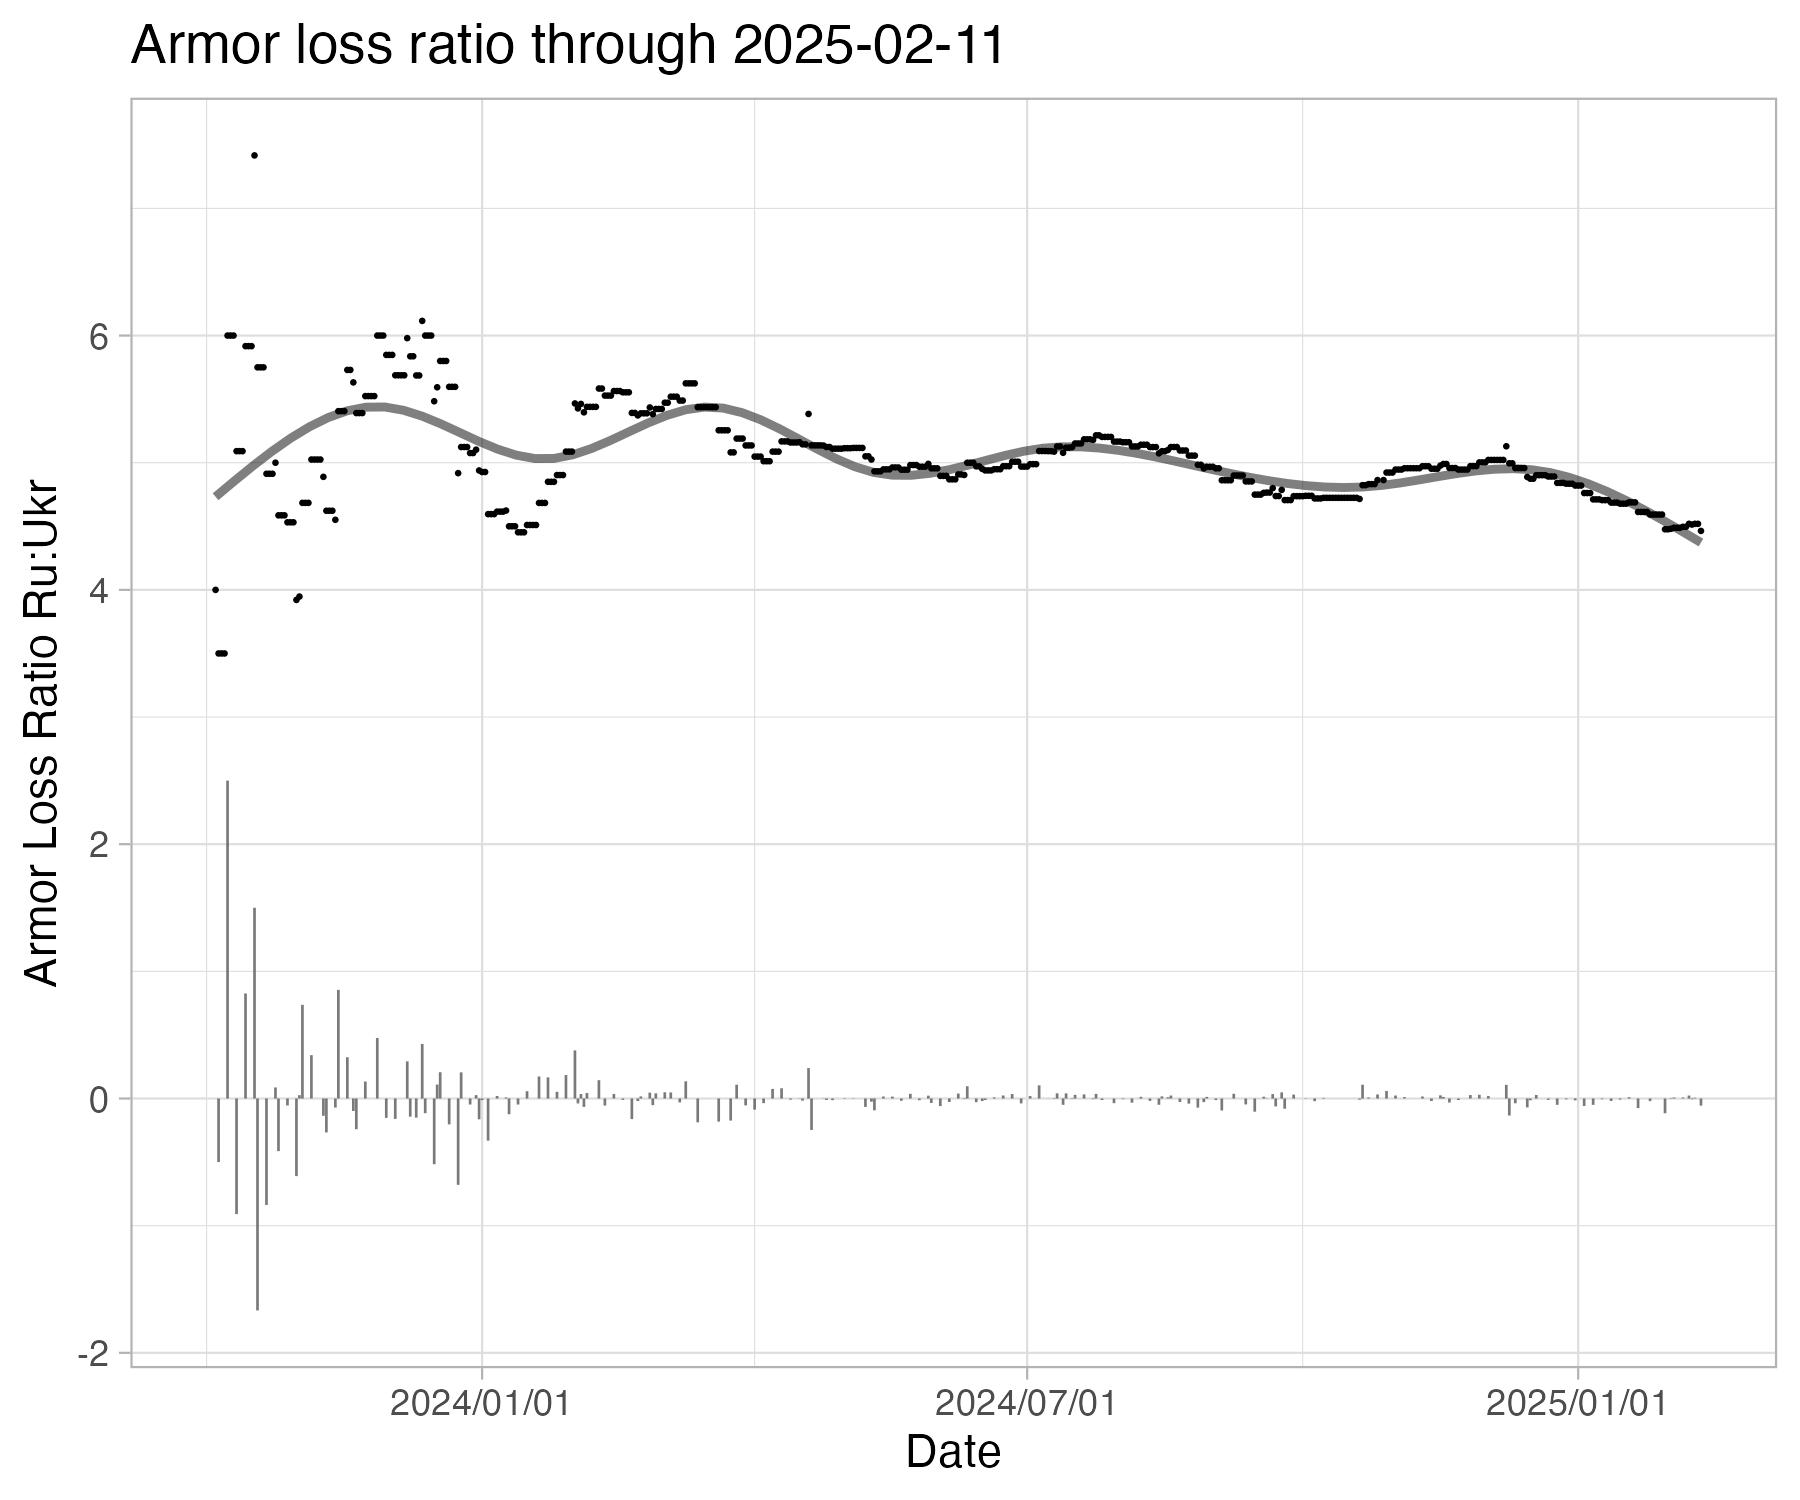 Armor loss ratio through 2025-02-11
Armor Loss Ratio Ru:Ukr
6
4
2
0
-2
2024/01/01
2024/07/01
2025/01/01
Date